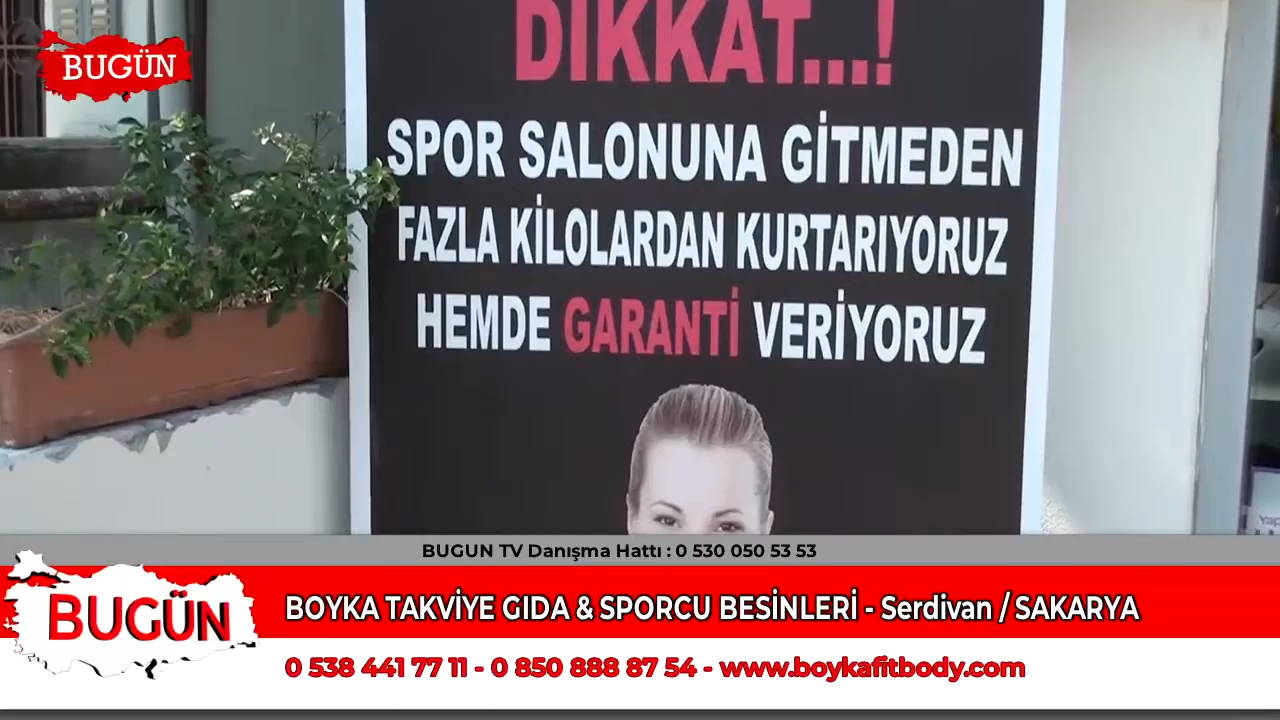 BUGÜN
DİKKAT...!
SPOR SALONUNA GİTMEDEN
FAZLA KİLOLARDAN KURTARIYORUZ
HEMDE GARANTİ VERİYORUZ
Yap
BUGUN TV Danışma Hattı : 0 530 050 53 53
BUGÜN
BOYKA TAKVİYE GIDA & SPORCU BESİNLERİ - Serdivan / SAKARYA
0 538 441 77 11 - 0 850 888 87 54 - www.boykafitbody.com